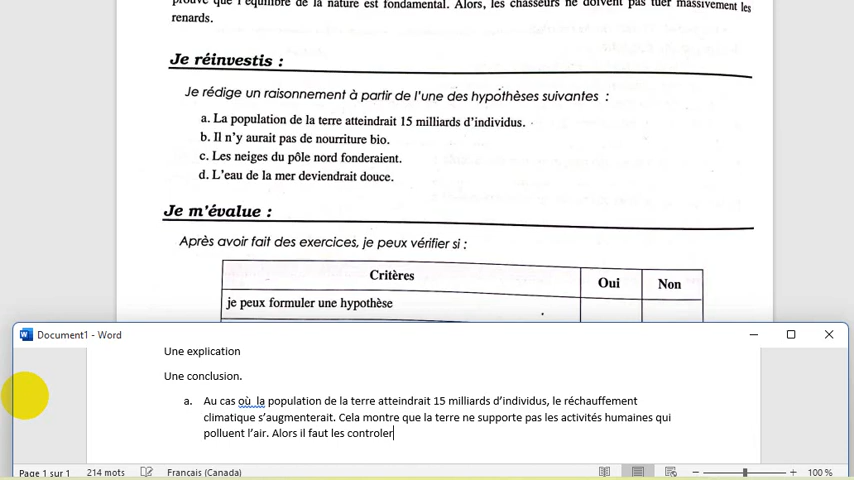 prouve que l'équilibre de la nature est fondamental. Alors, les chasseurs ne doivent pas tuer massivement les
renards.
Je réinvestis :
Je rédige un raisonnement à partir de l'une des hypothèses suivantes :
a. La population de la terre atteindrait 15 milliards d'individus.
b. Il n'y aurait pas de nourriture bio.
c. Les neiges du pôle nord fonderaient.
d. L'eau de la mer deviendrait douce.
Je m'évalue :
Après avoir fait des exercices, je peux vérifier si :
Critères Oui Non
je peux formuler une hypothèse
Document1 - Word
Une explication
Une conclusion.
a. Au cas où  la population de la terre atteindrait 15 milliards d'individus, le réchauffement
climatique s'augmenterait. Cela montre que la terre ne supporte pas les activités humaines qui
polluent l'air. Alors il faut les controler
Page 1 sur 1 214 mots Français (Canada) 100 %